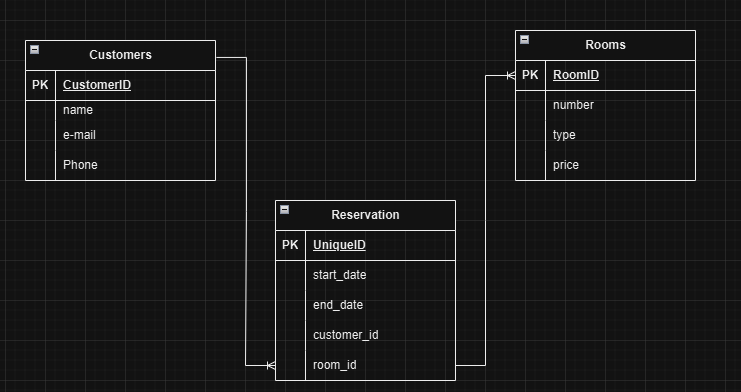 Customers
PK CustomerID
name
e-mail
Phone
Rooms
PK RoomID
number
type
price
Reservation
PK UniqueID
start_date
end_date
customer_id
room_id